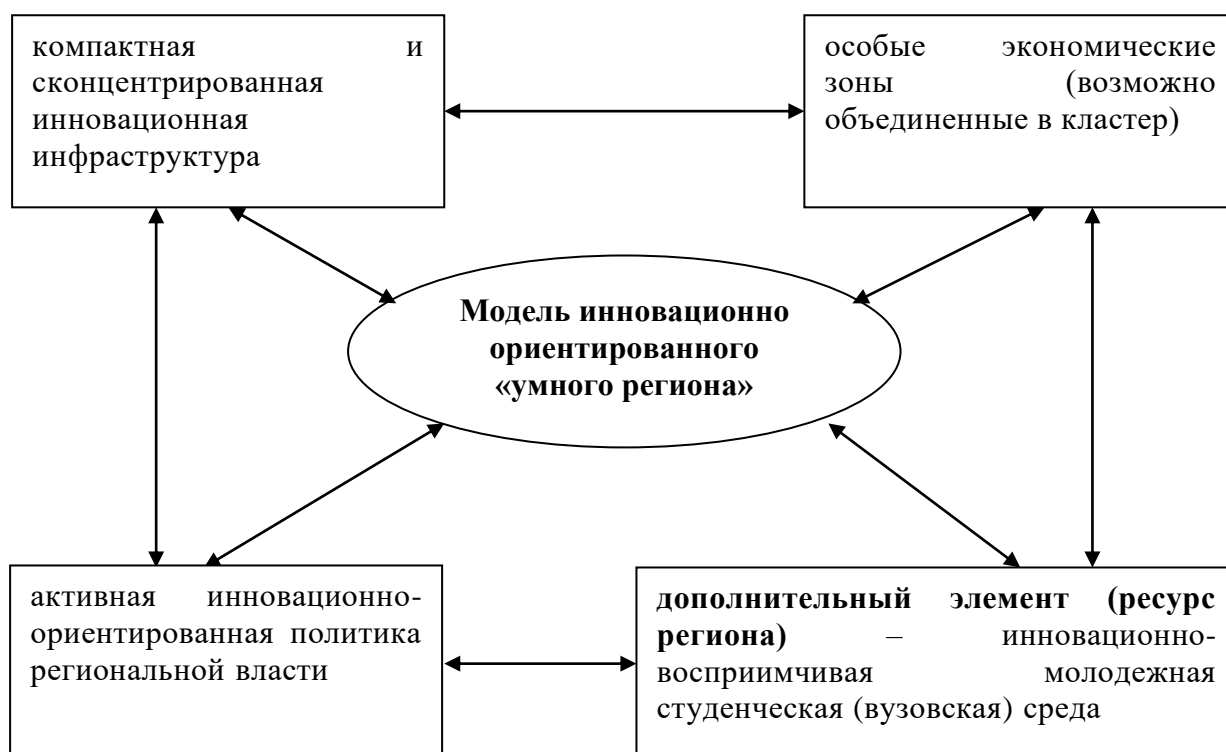 компактная и
сконцентрированная
инновационная
инфраструктура
особые экономические
зоны (возможно
объединенные в кластер)
Модель инновационно
ориентированного
«умного региона»
активная инновационно-
ориентированная политика
региональной власти
дополнительный элемент (ресурс
региона) – инновационно-
восприимчивая молодежная
студенческая (вузовская) среда